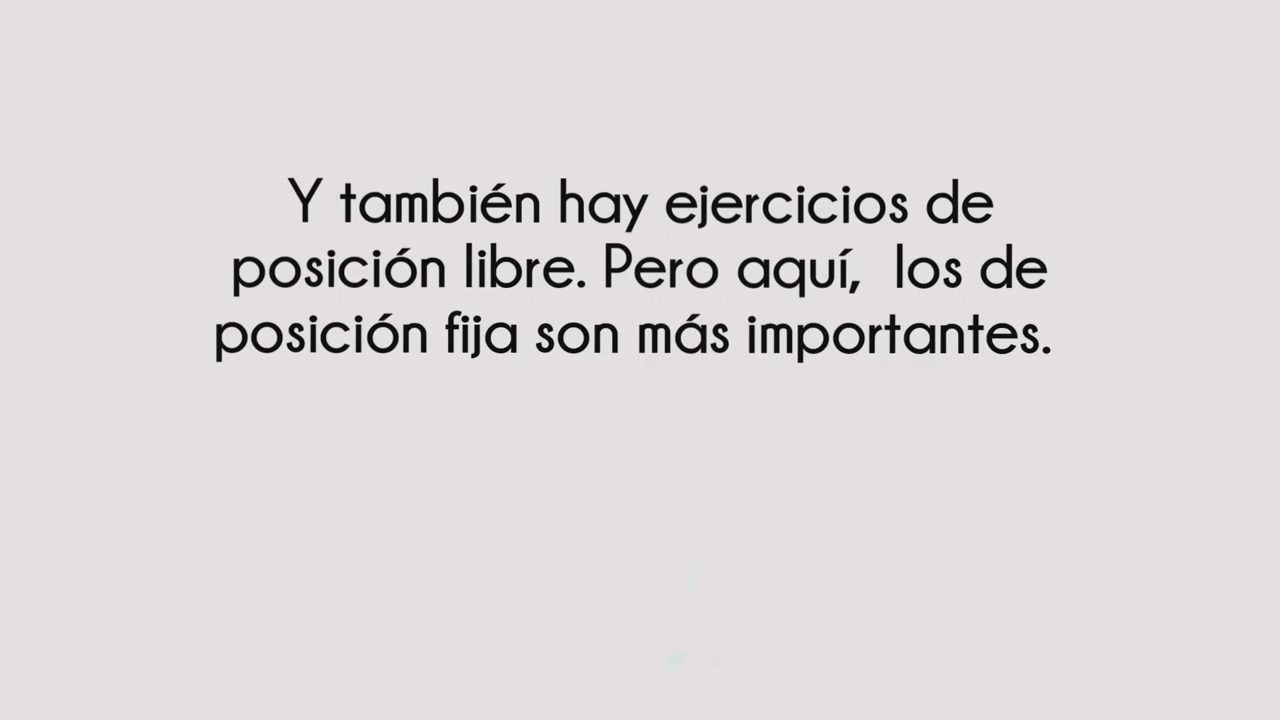 Y también hay ejercicios de
posición libre. Pero aquí,  los de
posición fija son más importantes.